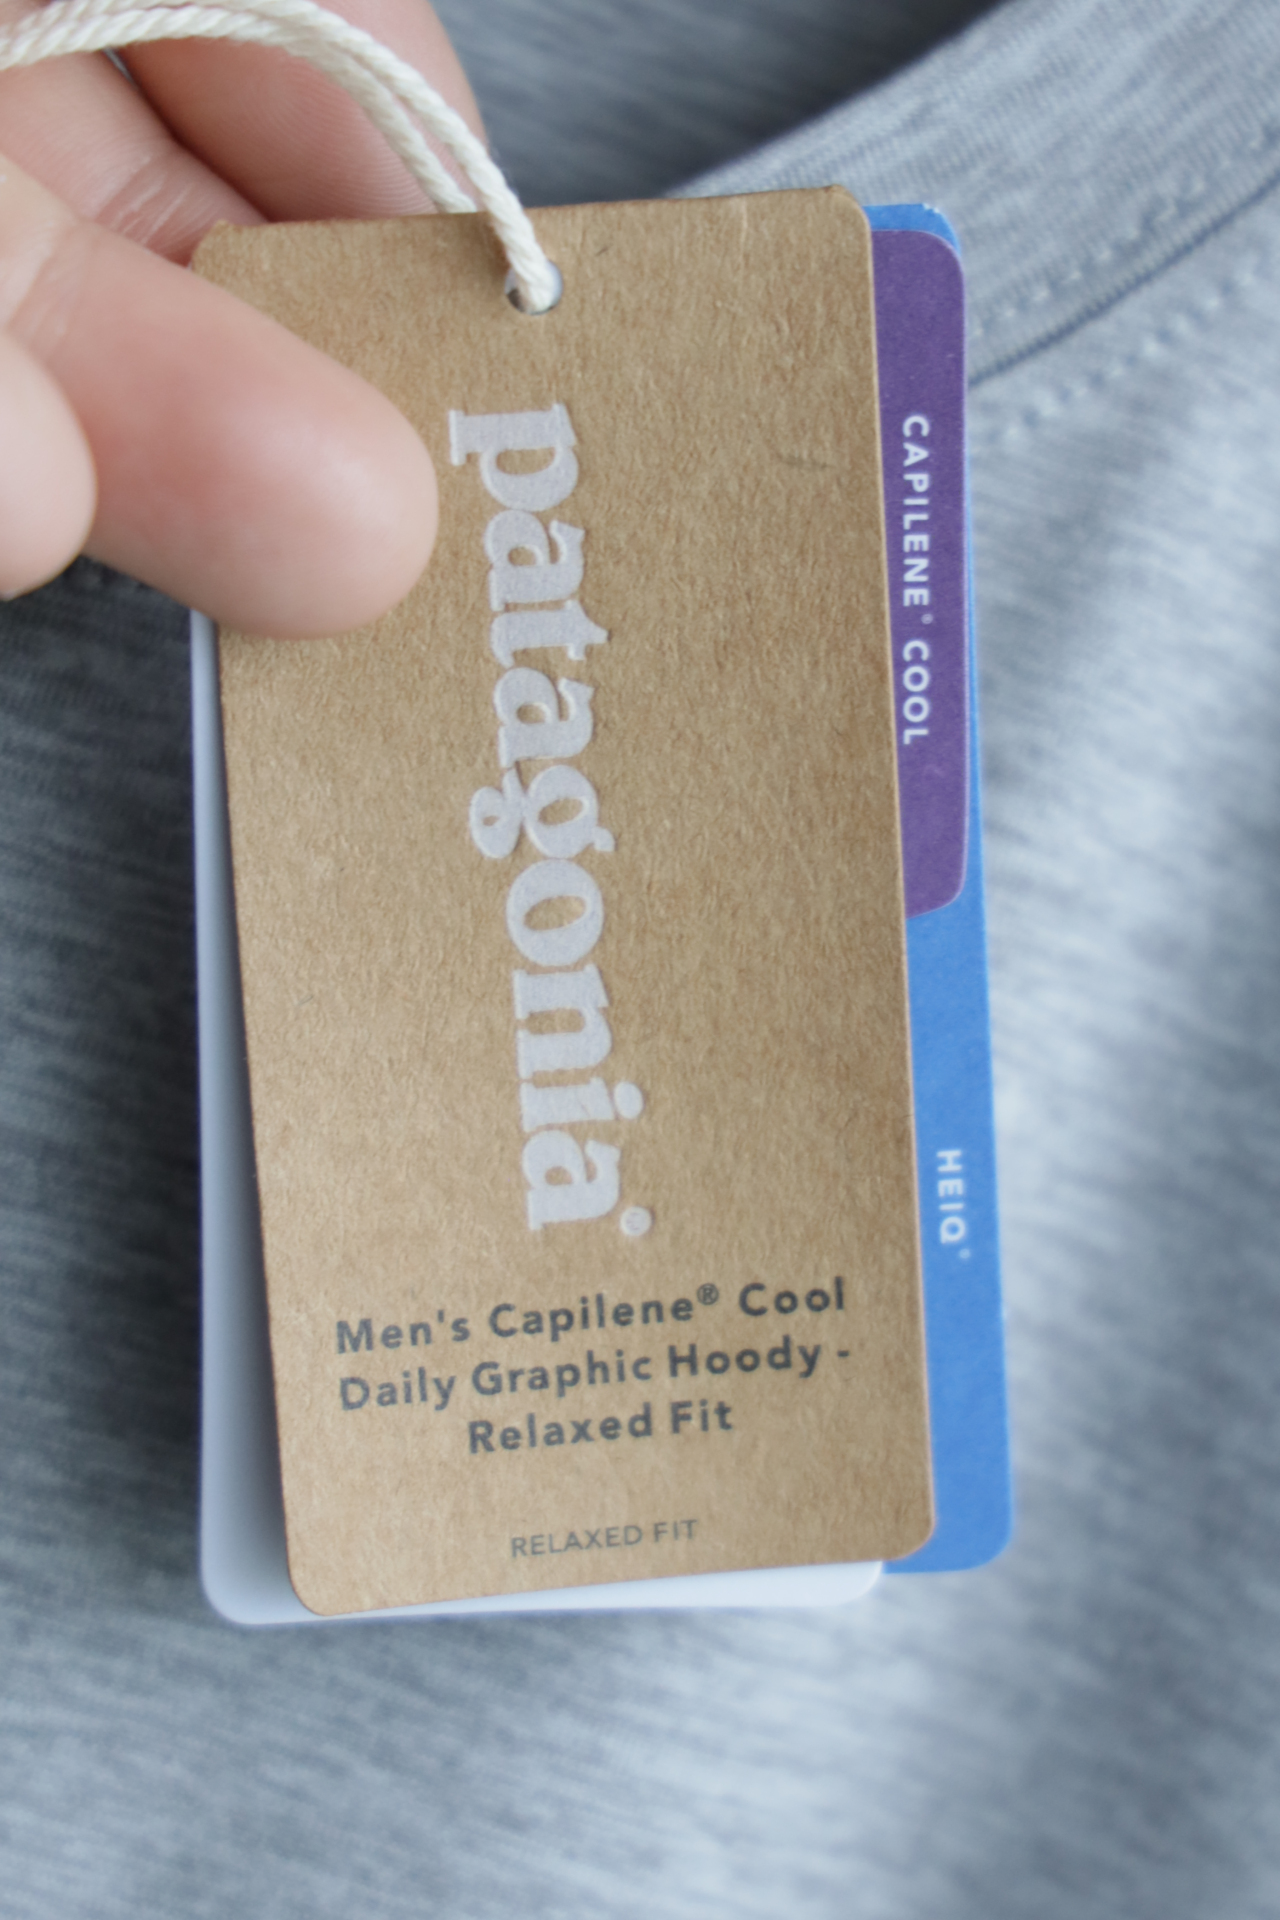 patagonia®
Men's Capilene® Cool
Daily Graphic Hoody -
Relaxed Fit
RELAXED FIT
CAPILENE® COOL
HEIQ®